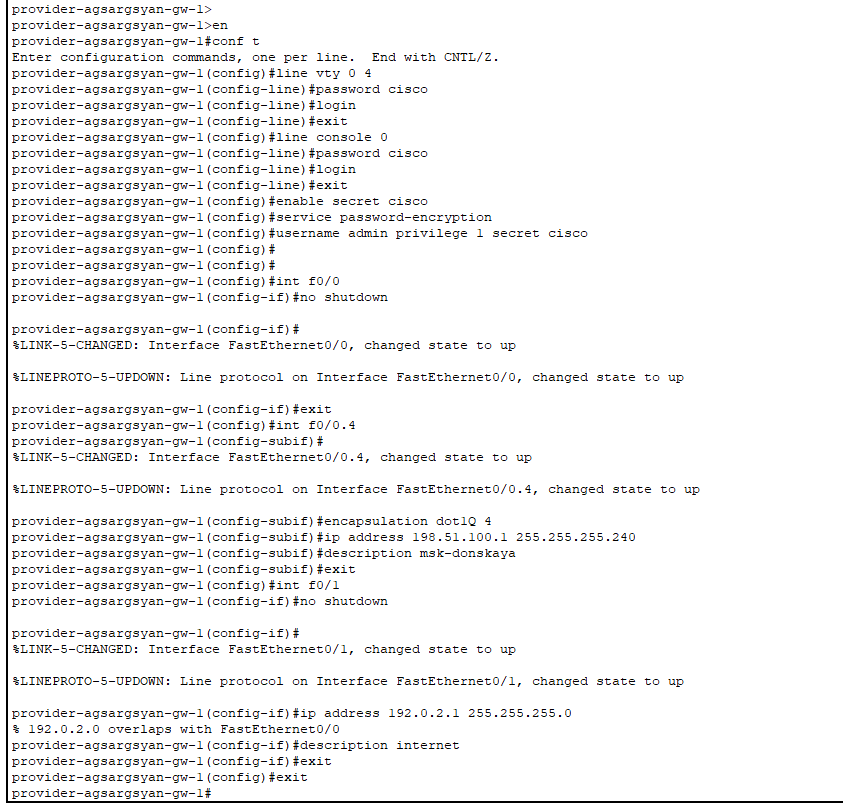 provider-agsargsyan-gw-1>
provider-agsargsyan-gw-1>en
provider-agsargsyan-gw-1#conf t
Enter configuration commands, one per line.  End with CNTL/Z.
provider-agsargsyan-gw-1(config)#line vty 0 4
provider-agsargsyan-gw-1(config-line)#password cisco
provider-agsargsyan-gw-1(config-line)#login
provider-agsargsyan-gw-1(config-line)#exit
provider-agsargsyan-gw-1(config)#line console 0
provider-agsargsyan-gw-1(config-line)#password cisco
provider-agsargsyan-gw-1(config-line)#login
provider-agsargsyan-gw-1(config-line)#exit
provider-agsargsyan-gw-1(config)#enable secret cisco
provider-agsargsyan-gw-1(config)#service password-encryption
provider-agsargsyan-gw-1(config)#username admin privilege 1 secret cisco
provider-agsargsyan-gw-1(config)#
provider-agsargsyan-gw-1(config)#
provider-agsargsyan-gw-1(config)#int f0/0
provider-agsargsyan-gw-1(config-if)#no shutdown
provider-agsargsyan-gw-1(config-if)#
%LINK-5-CHANGED: Interface FastEthernet0/0, changed state to up
%LINEPROTO-5-UPDOWN: Line protocol on Interface FastEthernet0/0, changed state to up
provider-agsargsyan-gw-1(config-if)#exit
provider-agsargsyan-gw-1(config)#int f0/0.4
provider-agsargsyan-gw-1(config-subif)#
%LINK-5-CHANGED: Interface FastEthernet0/0.4, changed state to up
%LINEPROTO-5-UPDOWN: Line protocol on Interface FastEthernet0/0.4, changed state to up
provider-agsargsyan-gw-1(config-subif)#encapsulation dot1Q 4
provider-agsargsyan-gw-1(config-subif)#ip address 198.51.100.1 255.255.255.240
provider-agsargsyan-gw-1(config-subif)#description msk-donskaya
provider-agsargsyan-gw-1(config-subif)#exit
provider-agsargsyan-gw-1(config)#int f0/1
provider-agsargsyan-gw-1(config-if)#no shutdown
provider-agsargsyan-gw-1(config-if)#
%LINK-5-CHANGED: Interface FastEthernet0/1, changed state to up
%LINEPROTO-5-UPDOWN: Line protocol on Interface FastEthernet0/1, changed state to up
provider-agsargsyan-gw-1(config-if)#ip address 192.0.2.1 255.255.255.0
% 192.0.2.0 overlaps with FastEthernet0/0
provider-agsargsyan-gw-1(config-if)#description internet
provider-agsargsyan-gw-1(config-if)#exit
provider-agsargsyan-gw-1(config)#exit
provider-agsargsyan-gw-1#